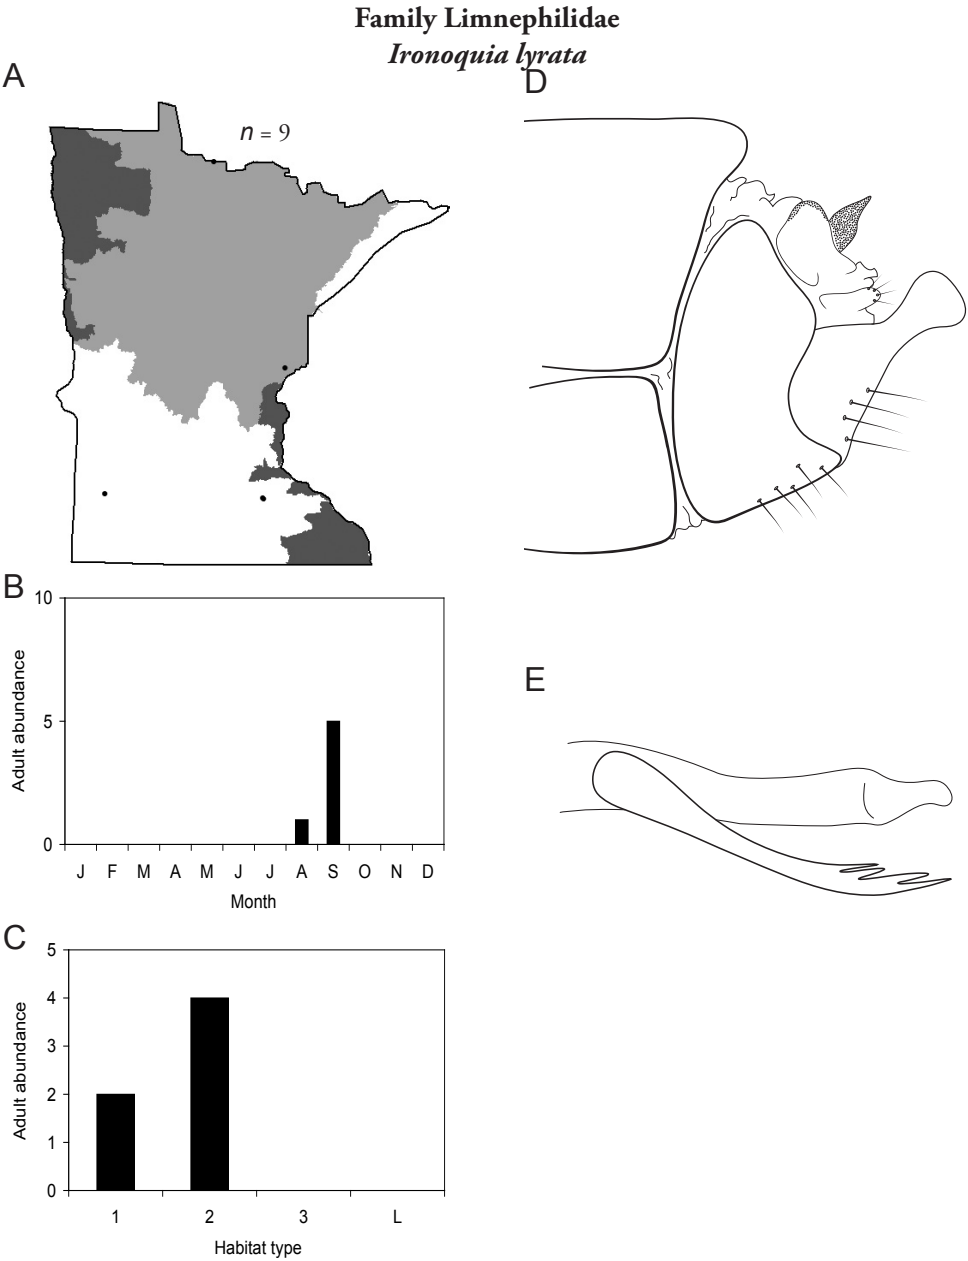 Family Limnephilidae
Ironoquia lyrata
A
D
n = 9
B
10
5
0
Adult abundance
J F M A M J J A S O N D
Month
E
C
5
4
3
2
1
0
Adult abundance
1 2 3 L
Habitat type